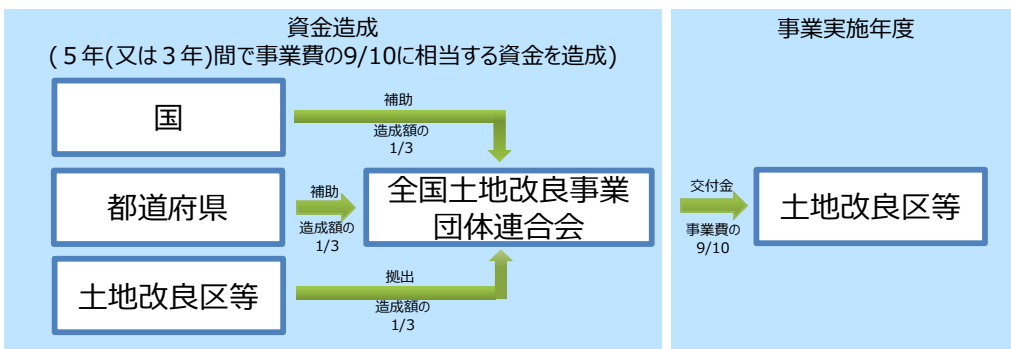 資金造成
(５年(又は３年)間で事業費の9/10に相当する資金を造成)
国
補助
造成額の
1/3
都道府県
補助
造成額の
1/3
全国土地改良事業
団体連合会
土地改良区等
拠出
造成額の
1/3
事業実施年度
交付金
事業費の
9/10
土地改良区等